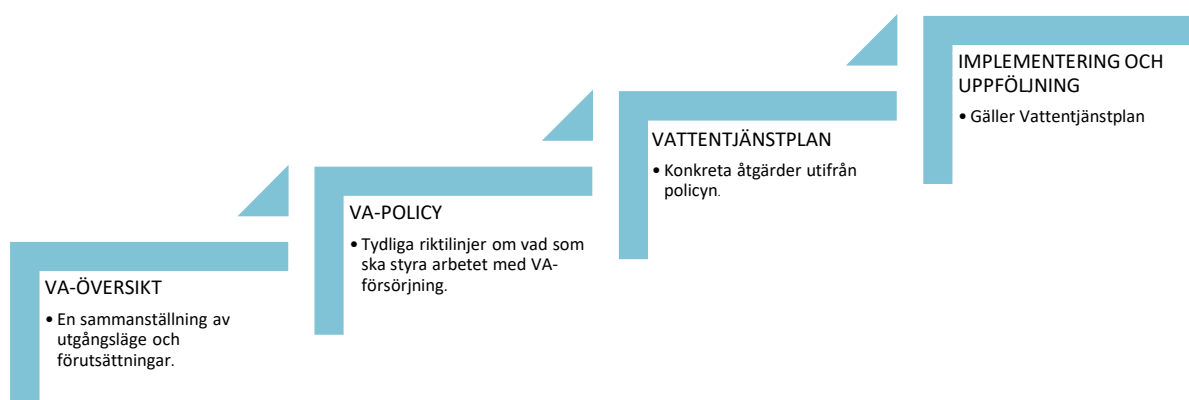 VA-ÖVERSIKT
• En sammanställning av
utgångsläge och
förutsättningar.
VA-POLICY
• Tydliga riktilinjer om vad som
ska styra arbetet med VA-
försörjning.
VATTENTJÄNSTPLAN
• Konkreta åtgärder utifrån
policyn.
IMPLEMENTERING OCH
UPPFÖLJNING
• Gäller Vattentjänstplan